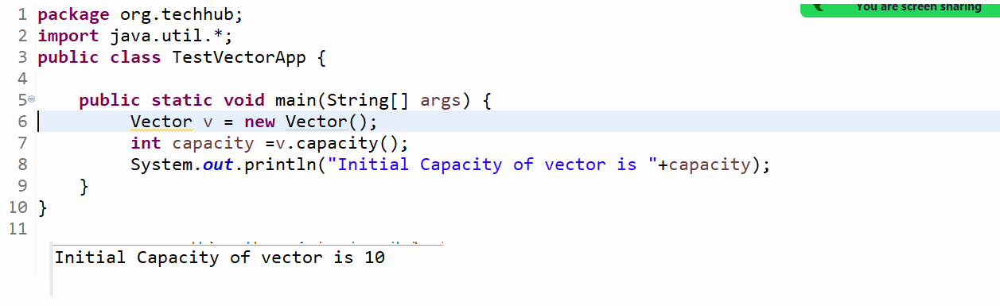 You are screen sharing
1 package org.techhub;
2 import java.util.*;
3 public class TestVectorApp {
4
5 public static void main(String[] args) {
6 Vector v = new Vector();
7 int capacity =v.capacity();
8 System.out.println("Initial Capacity of vector is "+capacity);
9 }
10 }
11
Initial Capacity of vector is 10